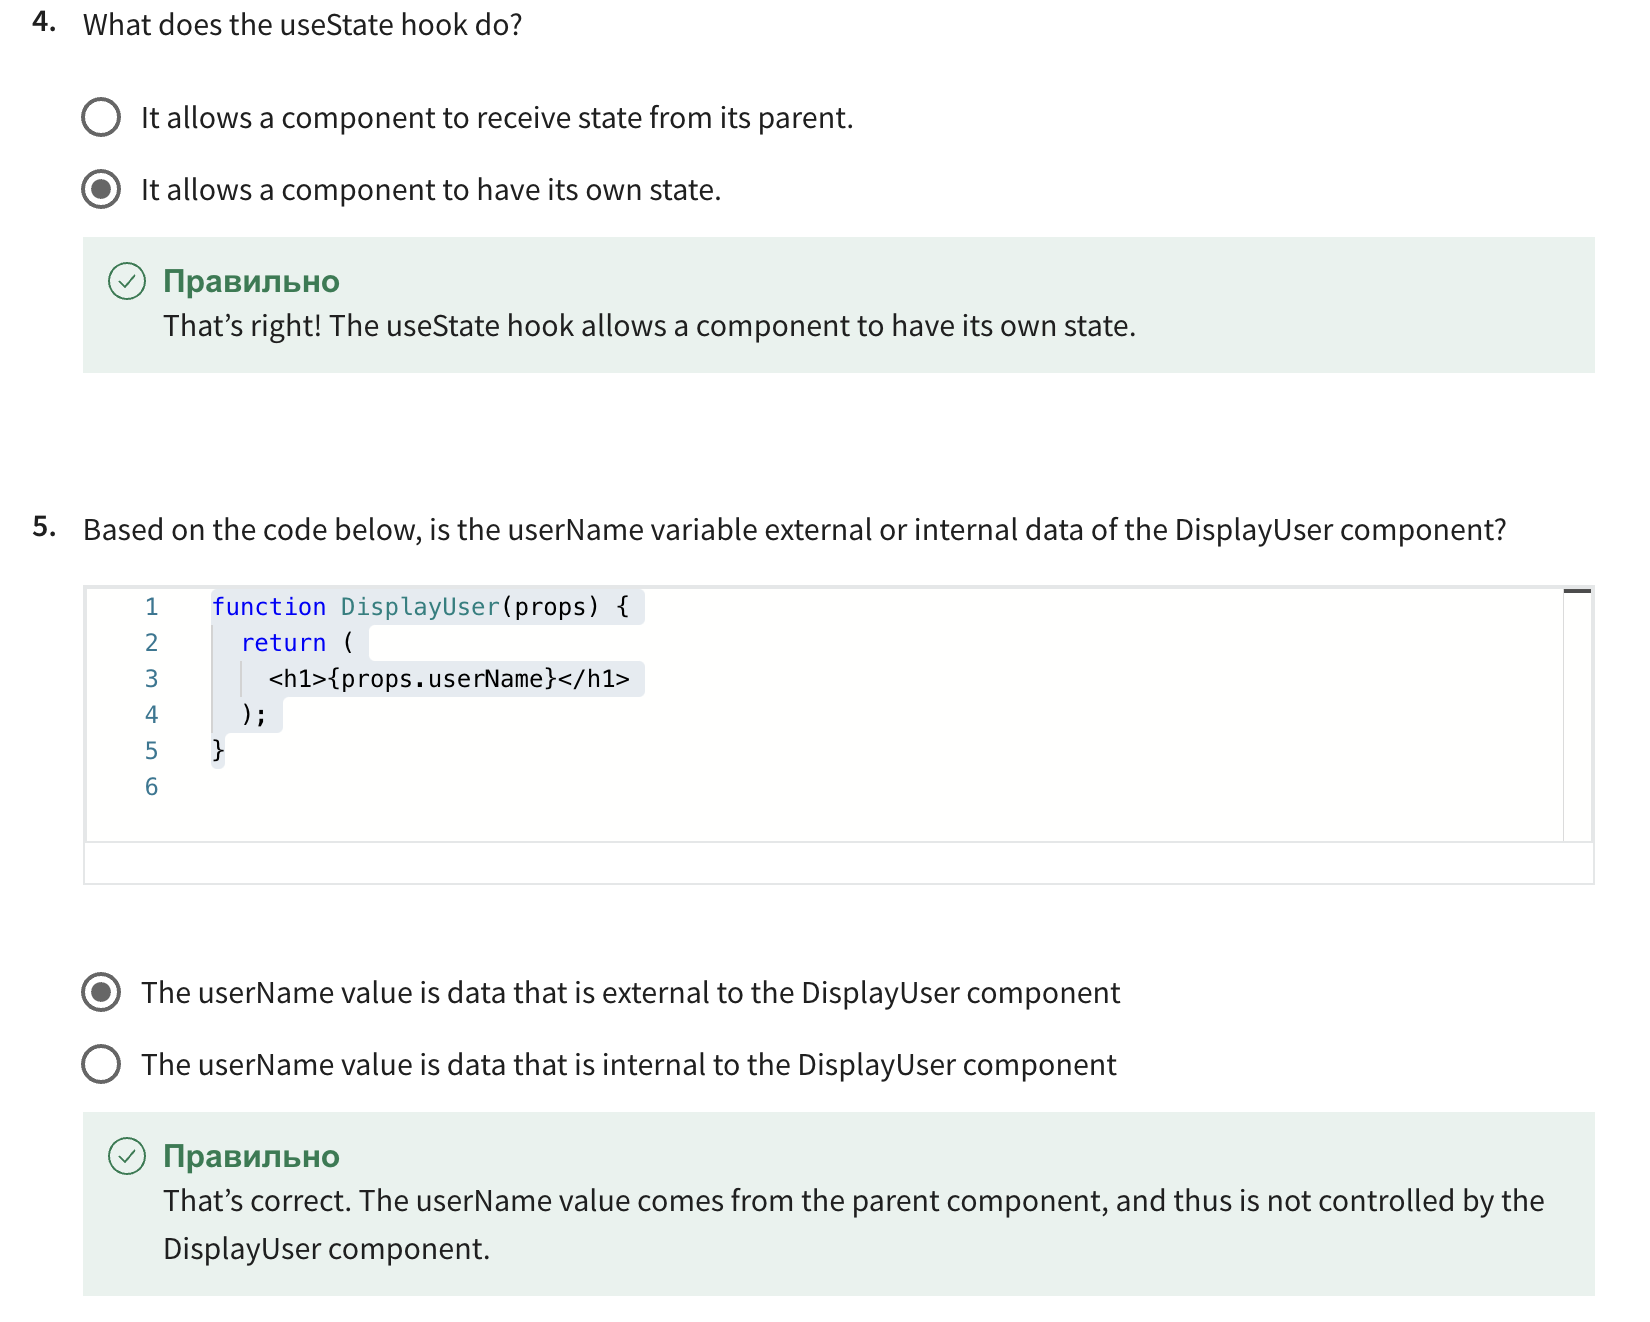 4. What does the useState hook do?
It allows a component to receive state from its parent.
It allows a component to have its own state.
Правильно
That’s right! The useState hook allows a component to have its own state.
5. Based on the code below, is the userName variable external or internal data of the DisplayUser component?
1 function DisplayUser(props) {
2 return (
3 <h1>{props.userName}</h1>
4 );
5 }
6
The userName value is data that is external to the DisplayUser component
The userName value is data that is internal to the DisplayUser component
Правильно
That’s correct. The userName value comes from the parent component, and thus is not controlled by the
DisplayUser component.